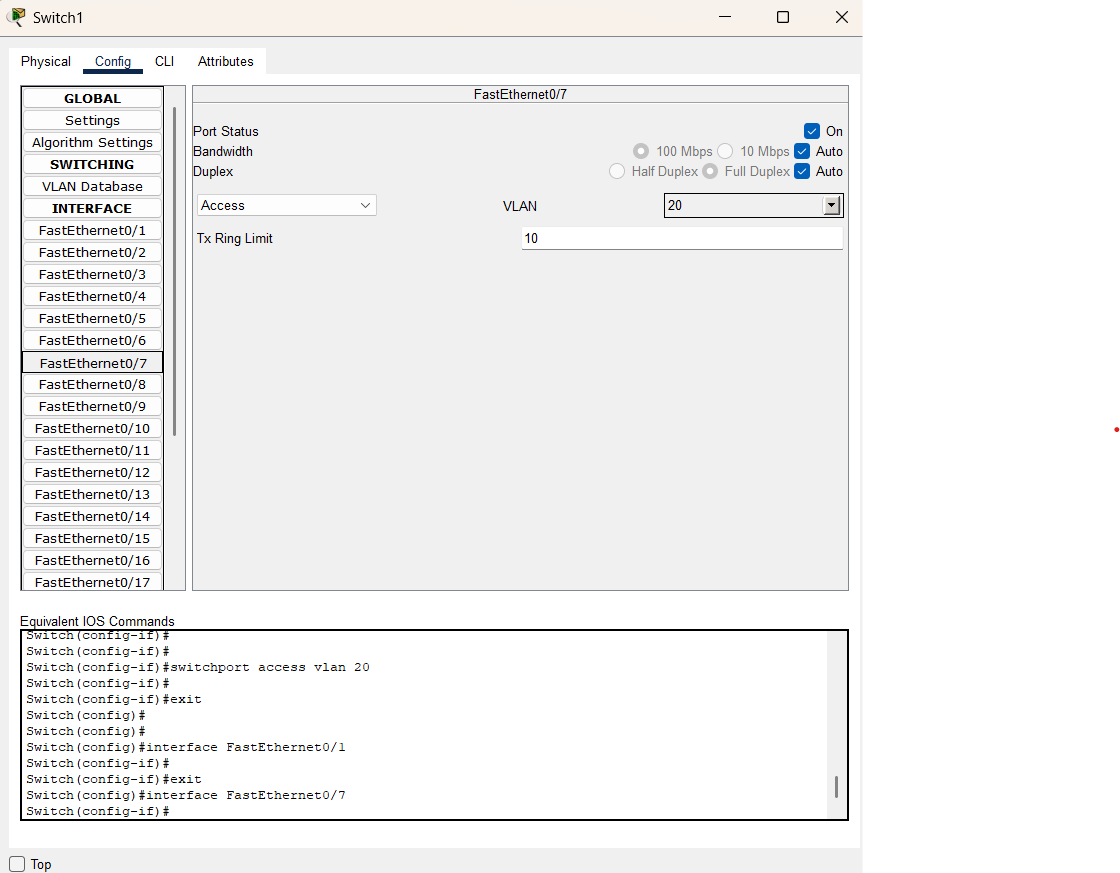 Switch1
Physical Config CLI Attributes
GLOBAL
Settings
Algorithm Settings
SWITCHING
VLAN Database
INTERFACE
FastEthernet0/1
FastEthernet0/2
FastEthernet0/3
FastEthernet0/4
FastEthernet0/5
FastEthernet0/6
FastEthernet0/7
FastEthernet0/8
FastEthernet0/9
FastEthernet0/10
FastEthernet0/11
FastEthernet0/12
FastEthernet0/13
FastEthernet0/14
FastEthernet0/15
FastEthernet0/16
FastEthernet0/17
FastEthernet0/7
Port Status On
Bandwidth 100 Mbps 10 Mbps Auto
Duplex Half Duplex Full Duplex Auto
Access VLAN 20
Tx Ring Limit 10
Equivalent IOS Commands
Switch(config-if)#
Switch(config-if)#
Switch(config-if)#switchport access vlan 20
Switch(config-if)#
Switch(config-if)#exit
Switch(config)#
Switch(config)#
Switch(config)#interface FastEthernet0/1
Switch(config-if)#
Switch(config-if)#exit
Switch(config)#interface FastEthernet0/7
Switch(config-if)#
Top